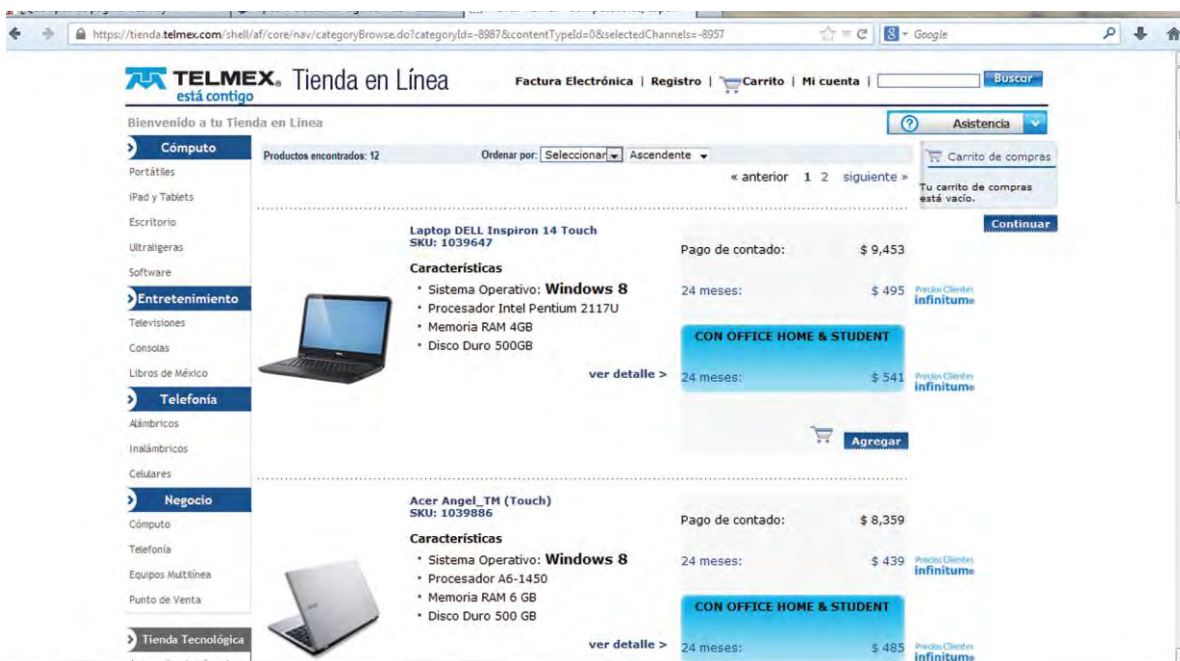 https://tienda.telmex.com/shell/af/core/nav/categoryBrowse.do?categoryId=-8987&contentTypeId=0&selectedChannels=-8957
Google
TELMEX® Tienda en Línea
está contigo
Factura Electrónica | Registro | Carrito | Mi cuenta |
Buscar
Bienvenido a tu Tienda en Línea
Asistencia
Cómputo
Portátiles
iPad y Tablets
Escritorio
Ultraligeras
Software
Entretenimiento
Televisiones
Consolas
Libros de México
Telefonía
Alámbricos
Inalámbricos
Celulares
Negocio
Cómputo
Telefonía
Equipos Multilínea
Punto de Venta
Tienda Tecnológica
Productos encontrados: 12
Ordenar por: Seleccionar Ascendente
« anterior 1 2 siguiente »
Carrito de compras
Tu carrito de compras
está vacío.
Continuar
Laptop DELL Inspiron 14 Touch
SKU: 1039647
Características
• Sistema Operativo: Windows 8
• Procesador Intel Pentium 2117U
• Memoria RAM 4GB
• Disco Duro 500GB
ver detalle >
Pago de contado: $ 9,453
24 meses: $ 495 Precios Clientes
infinitum
CON OFFICE HOME & STUDENT
24 meses: $ 541 Precios Clientes
infinitum
Agregar
Acer Angel_TM (Touch)
SKU: 1039886
Características
• Sistema Operativo: Windows 8
• Procesador A6-1450
• Memoria RAM 6 GB
• Disco Duro 500 GB
ver detalle >
Pago de contado: $ 8,359
24 meses: $ 439 Precios Clientes
infinitum
CON OFFICE HOME & STUDENT
24 meses: $ 485 Precios Clientes
infinitum